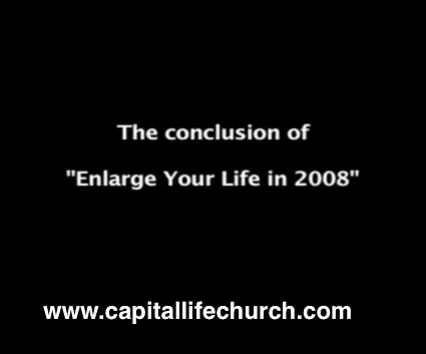 The conclusion of
"Enlarge Your Life in 2008"
www.capitallifechurch.com